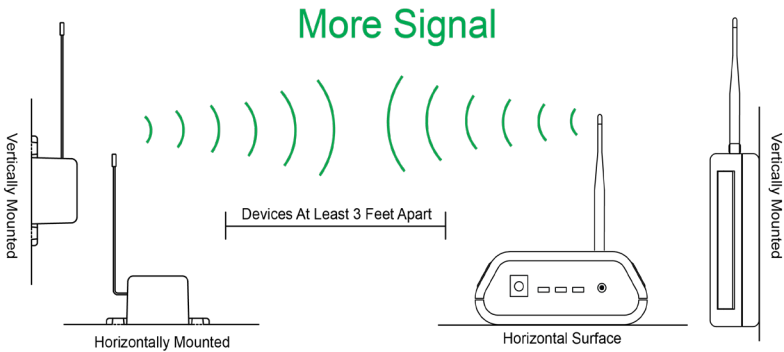 More Signal
Vertically Mounted
Devices At Least 3 Feet Apart
Vertically Mounted
Horizontally Mounted
Horizontal Surface